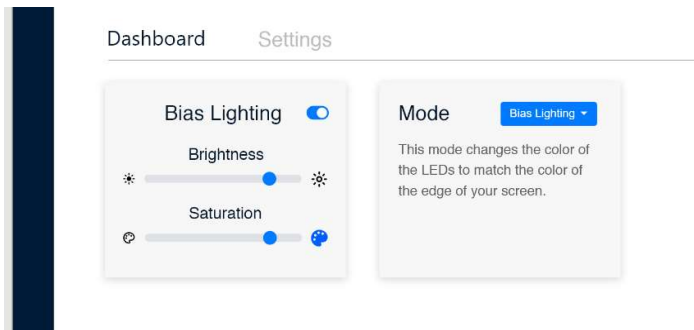 Dashboard Settings
Bias Lighting
Brightness
Saturation
Mode
Bias Lighting
This mode changes the color of
the LEDs to match the color of
the edge of your screen.